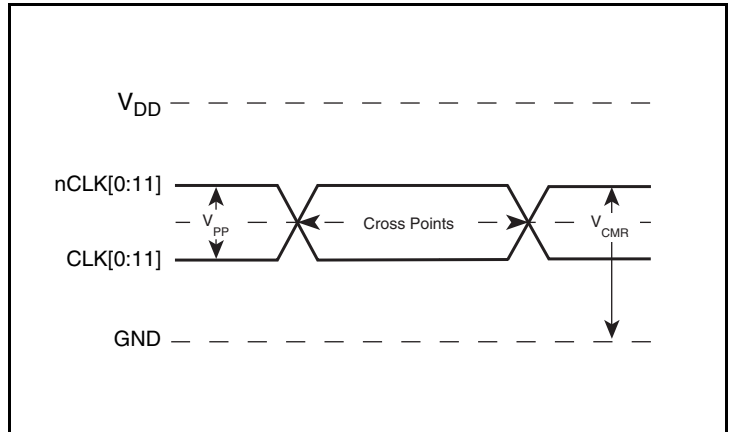 VDD
nCLK[0:11]
VPP
Cross Points
VCMR
CLK[0:11]
GND